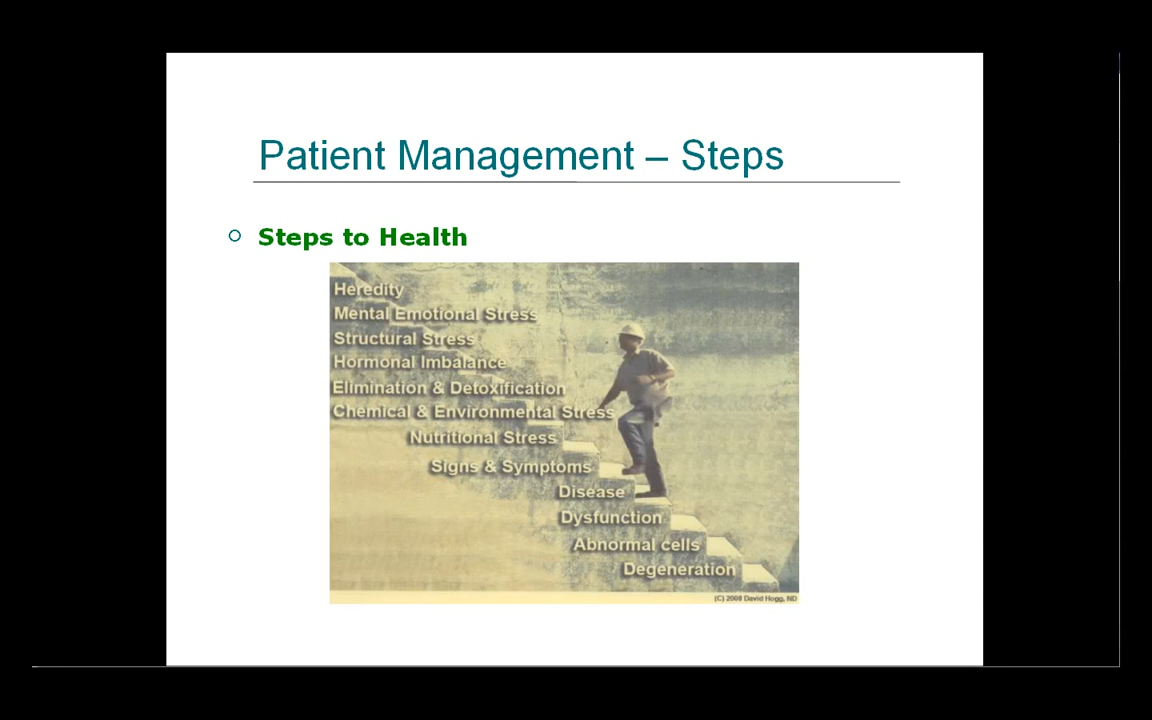 Patient Management – Steps
Steps to Health
Heredity
Mental Emotional Stress
Structural Stress
Hormonal Imbalance
Elimination & Detoxification
Chemical & Environmental Stress
Nutritional Stress
Signs & Symptoms
Disease
Dysfunction
Abnormal cells
Degeneration
(C) 2008 David Hogg, ND